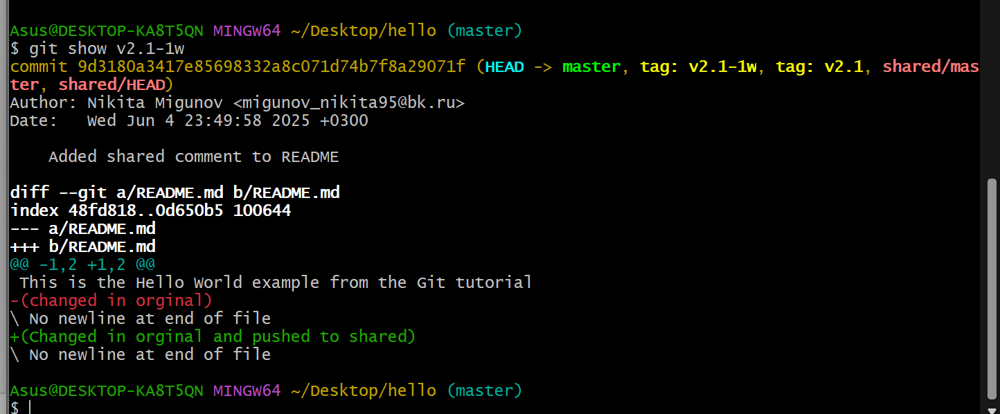 Asus@DESKTOP-KA8T5QN MINGW64 ~/Desktop/hello (master)
$ git show v2.1-1w
commit 9d3180a3417e85698332a8c071d74b7f8a29071f (HEAD -> master, tag: v2.1-1w, tag: v2.1, shared/mas
ter, shared/HEAD)
Author: Nikita Migunov <migunov_nikita95@bk.ru>
Date:   Wed Jun 4 23:49:58 2025 +0300
    Added shared comment to README
diff --git a/README.md b/README.md
index 48fd818..0d650b5 100644
--- a/README.md
+++ b/README.md
@@ -1,2 +1,2 @@
 This is the Hello World example from the Git tutorial
-(changed in orginal)
\ No newline at end of file
+(Changed in orginal and pushed to shared)
\ No newline at end of file
Asus@DESKTOP-KA8T5QN MINGW64 ~/Desktop/hello (master)
$